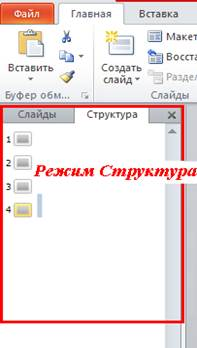 Файл Главная Вставка
Вставить
Создать
слайд
Макет
Восста
Раздел
Буфер обм...
Слайды
Слайды Структура
1
2
Режим Структура
3
4